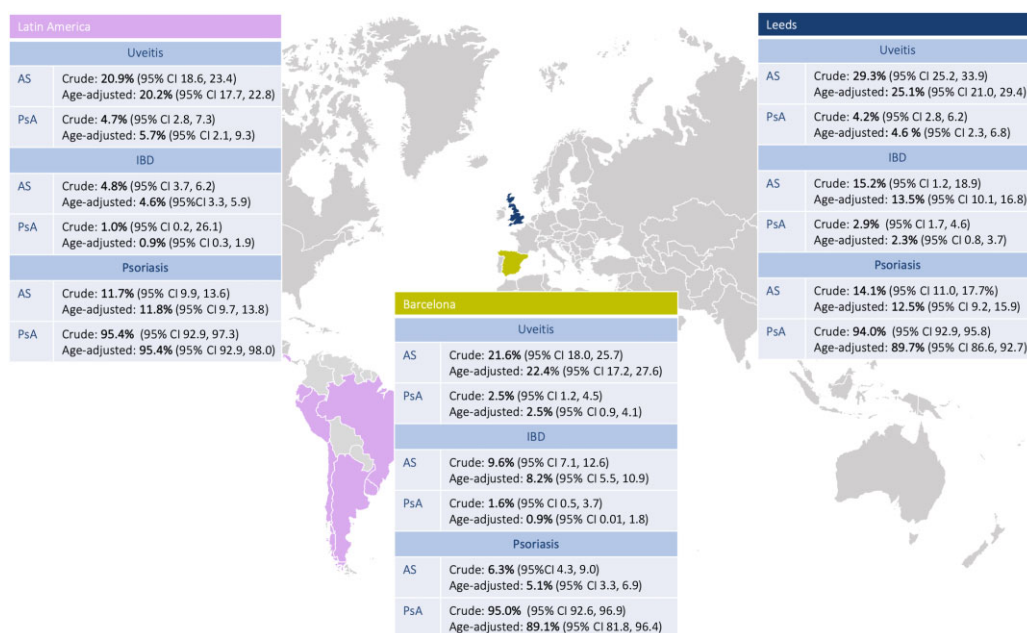 Latin America
Uveitis
AS
Crude: 20.9% (95% CI 18.6, 23.4)
Age-adjusted: 20.2% (95% CI 17.7, 22.8)
PsA
Crude: 4.7% (95% CI 2.8, 7.3)
Age-adjusted: 5.7% (95% CI 2.1, 9.3)
IBD
AS
Crude: 4.8% (95% CI 3.7, 6.2)
Age-adjusted: 4.6% (95%CI 3.3, 5.9)
PsA
Crude: 1.0% (95% CI 0.2, 26.1)
Age-adjusted: 0.9% (95% CI 0.3, 1.9)
Psoriasis
AS
Crude: 11.7% (95% CI 9.9, 13.6)
Age-adjusted: 11.8% (95% CI 9.7, 13.8)
PsA
Crude: 95.4% (95% CI 92.9, 97.3)
Age-adjusted: 95.4% (95% CI 92.9, 98.0)
Barcelona
Uveitis
AS
Crude: 21.6% (95% CI 18.0, 25.7)
Age-adjusted: 22.4% (95% CI 17.2, 27.6)
PsA
Crude: 2.5% (95% CI 1.2, 4.5)
Age-adjusted: 2.5% (95% CI 0.9, 4.1)
IBD
AS
Crude: 9.6% (95% CI 7.1, 12.6)
Age-adjusted: 8.2% (95% CI 5.5, 10.9)
PsA
Crude: 1.6% (95% CI 0.5, 3.7)
Age-adjusted: 0.9% (95% CI 0.01, 1.8)
Psoriasis
AS
Crude: 6.3% (95%CI 4.3, 9.0)
Age-adjusted: 5.1% (95% CI 3.3, 6.9)
PsA
Crude: 95.0% (95% CI 92.6, 96.9)
Age-adjusted: 89.1% (95% CI 81.8, 96.4)
Leeds
Uveitis
AS
Crude: 29.3% (95% CI 25.2, 33.9)
Age-adjusted: 25.1% (95% CI 21.0, 29.4)
PsA
Crude: 4.2% (95% CI 2.8, 6.2)
Age-adjusted: 4.6 % (95% CI 2.3, 6.8)
IBD
AS
Crude: 15.2% (95% CI 1.2, 18.9)
Age-adjusted: 13.5% (95% CI 10.1, 16.8)
PsA
Crude: 2.9% (95% CI 1.7, 4.6)
Age-adjusted: 2.3% (95% CI 0.8, 3.7)
Psoriasis
AS
Crude: 14.1% (95% CI 11.0, 17.7%)
Age-adjusted: 12.5% (95% CI 9.2, 15.9)
PsA
Crude: 94.0% (95% CI 92.9, 95.8)
Age-adjusted: 89.7% (95% CI 86.6, 92.7)